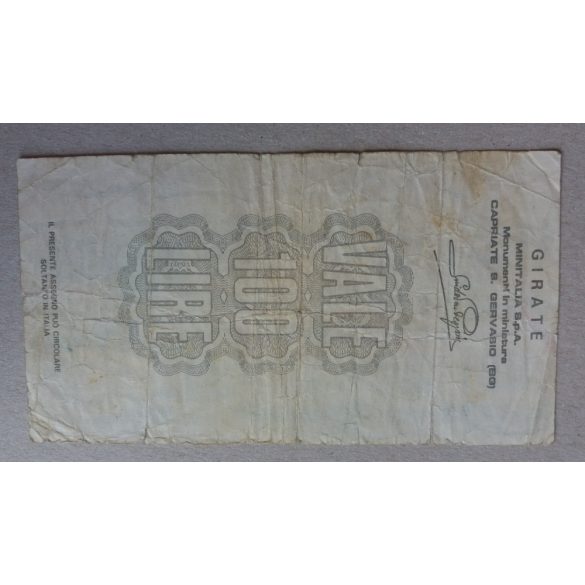 GIRATE
MINITALIA S.p.A.
Monumenti in miniatura
CAPRIATE S. GERVASIO (BG)
VALE
100
LIRE
IL PRESENTE ASSEGNO PUÒ CIRCOLARE
SOLTANTO IN ITALIA